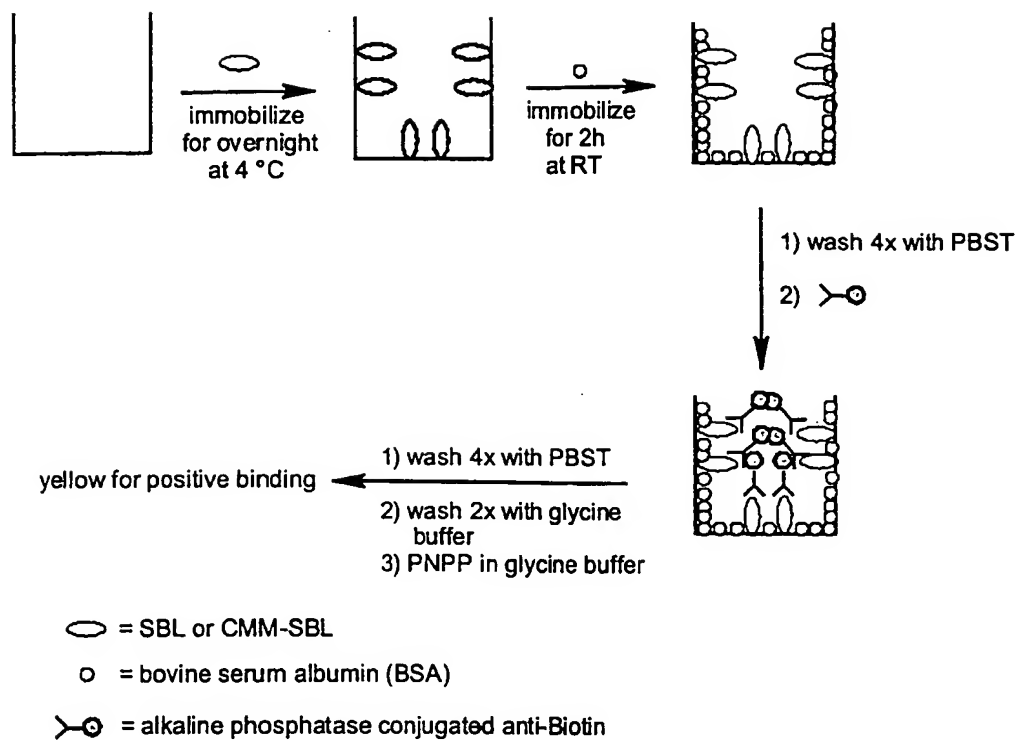 immobilize
for overnight
at 4 °C
immobilize
for 2h
at RT
1) wash 4x with PBST
2)
1) wash 4x with PBST
yellow for positive binding
2) wash 2x with glycine
buffer
3) PNPP in glycine buffer
= SBL or CMM-SBL
= bovine serum albumin (BSA)
= alkaline phosphatase conjugated anti-Biotin